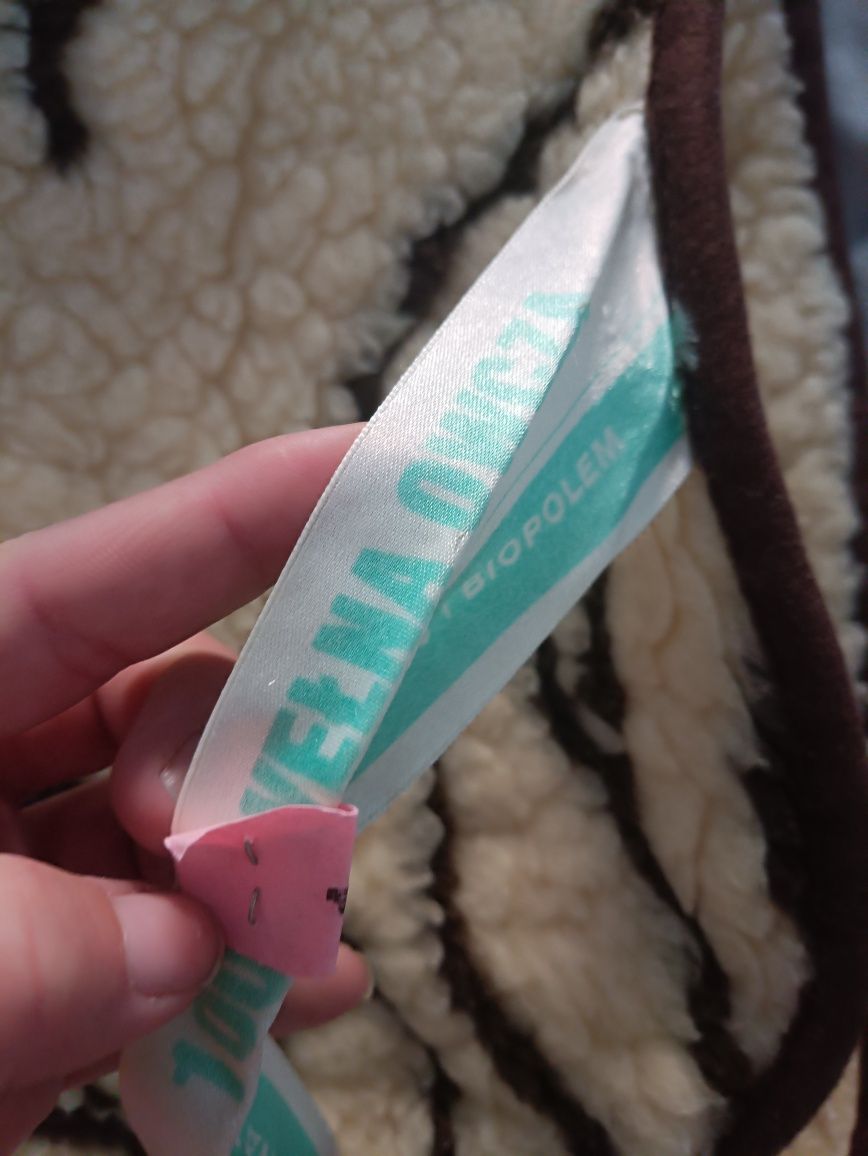 100
WEŁNA OWCZA
I BIOPOLEM